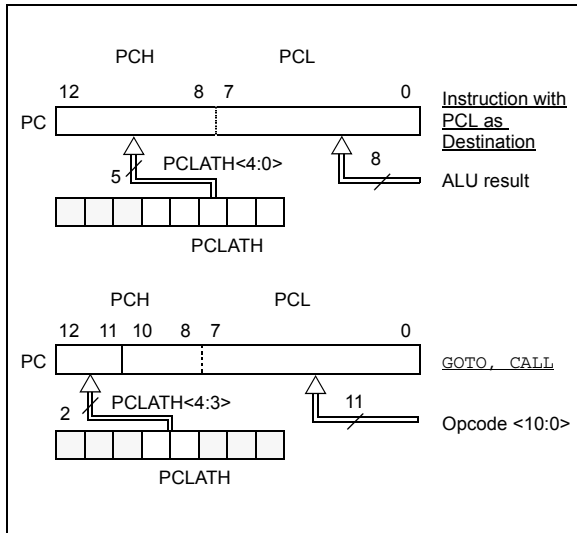 PCH PCL
12 8 7 0
PC
Instruction with
PCL as
Destination
5 PCLATH<4:0> 8
ALU result
PCLATH
PCH PCL
12 11 10 8 7 0
PC
GOTO, CALL
2 PCLATH<4:3> 11
Opcode <10:0>
PCLATH